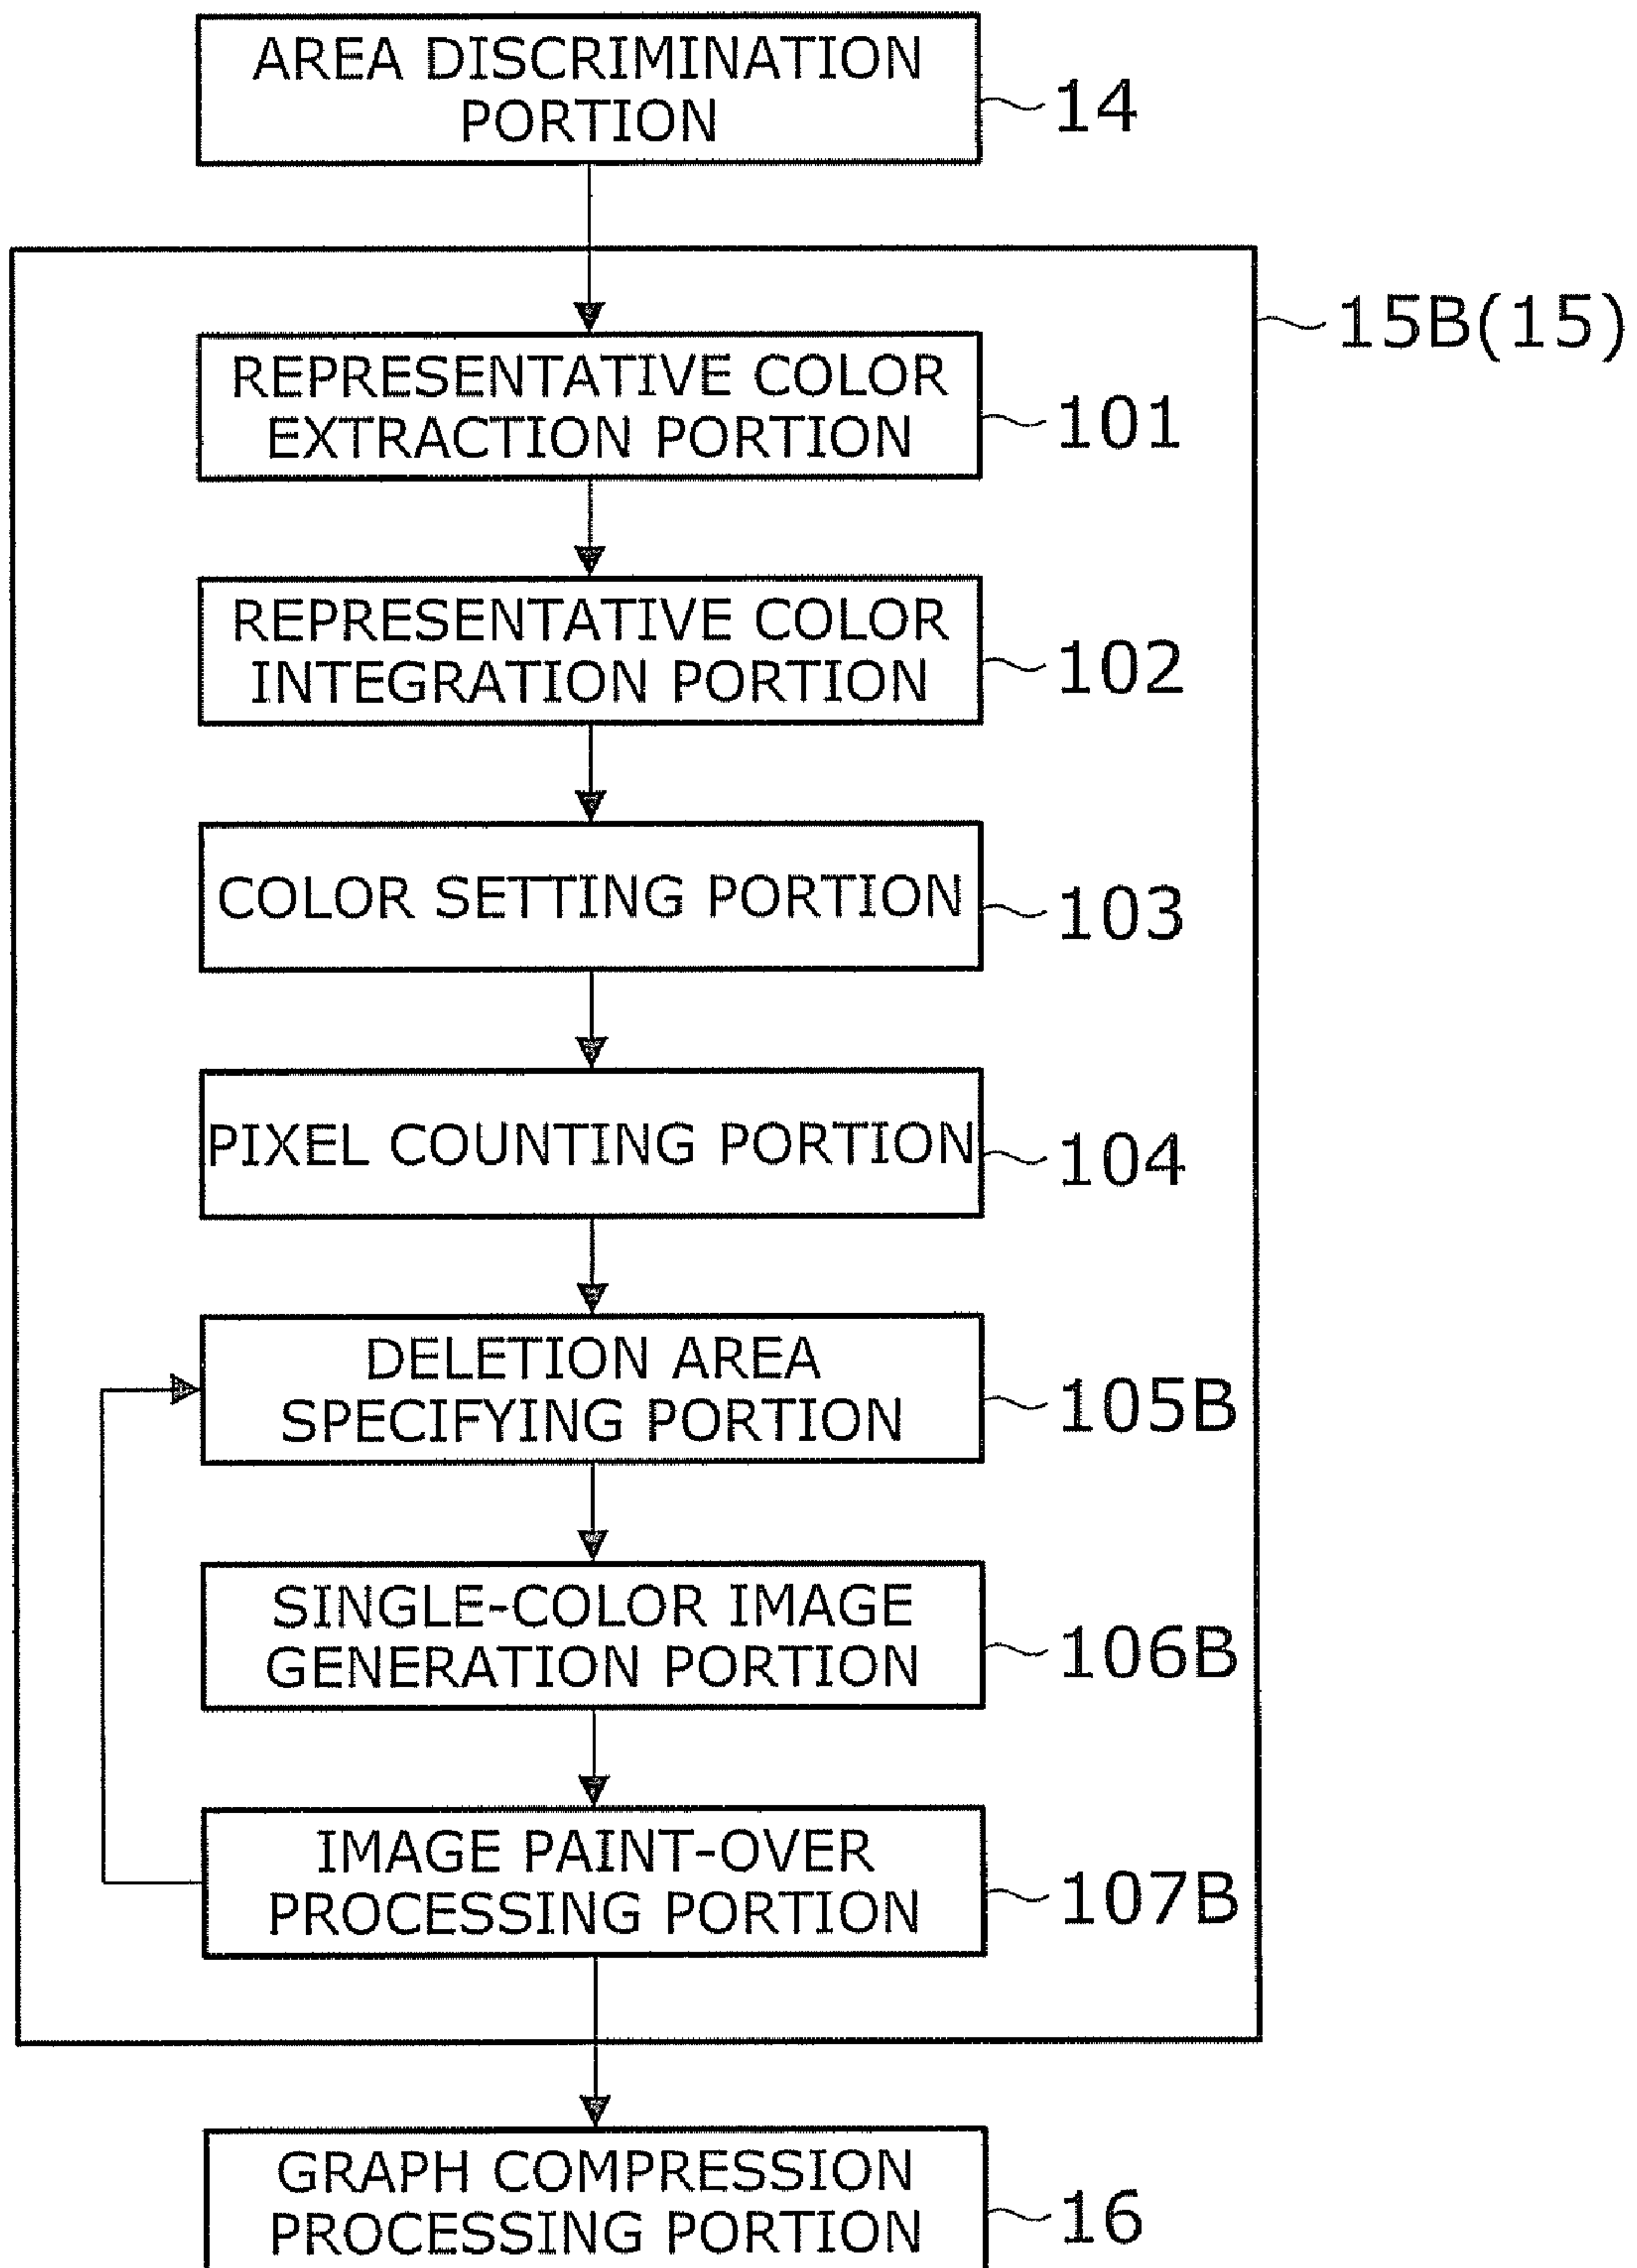 AREA DISCRIMINATION
PORTION
14
15B(15)
REPRESENTATIVE COLOR
EXTRACTION PORTION
101
REPRESENTATIVE COLOR
INTEGRATION PORTION
102
COLOR SETTING PORTION
103
PIXEL COUNTING PORTION
104
DELETION AREA
SPECIFYING PORTION
105B
SINGLE-COLOR IMAGE
GENERATION PORTION
106B
IMAGE PAINT-OVER
PROCESSING PORTION
107B
GRAPH COMPRESSION
PROCESSING PORTION
16